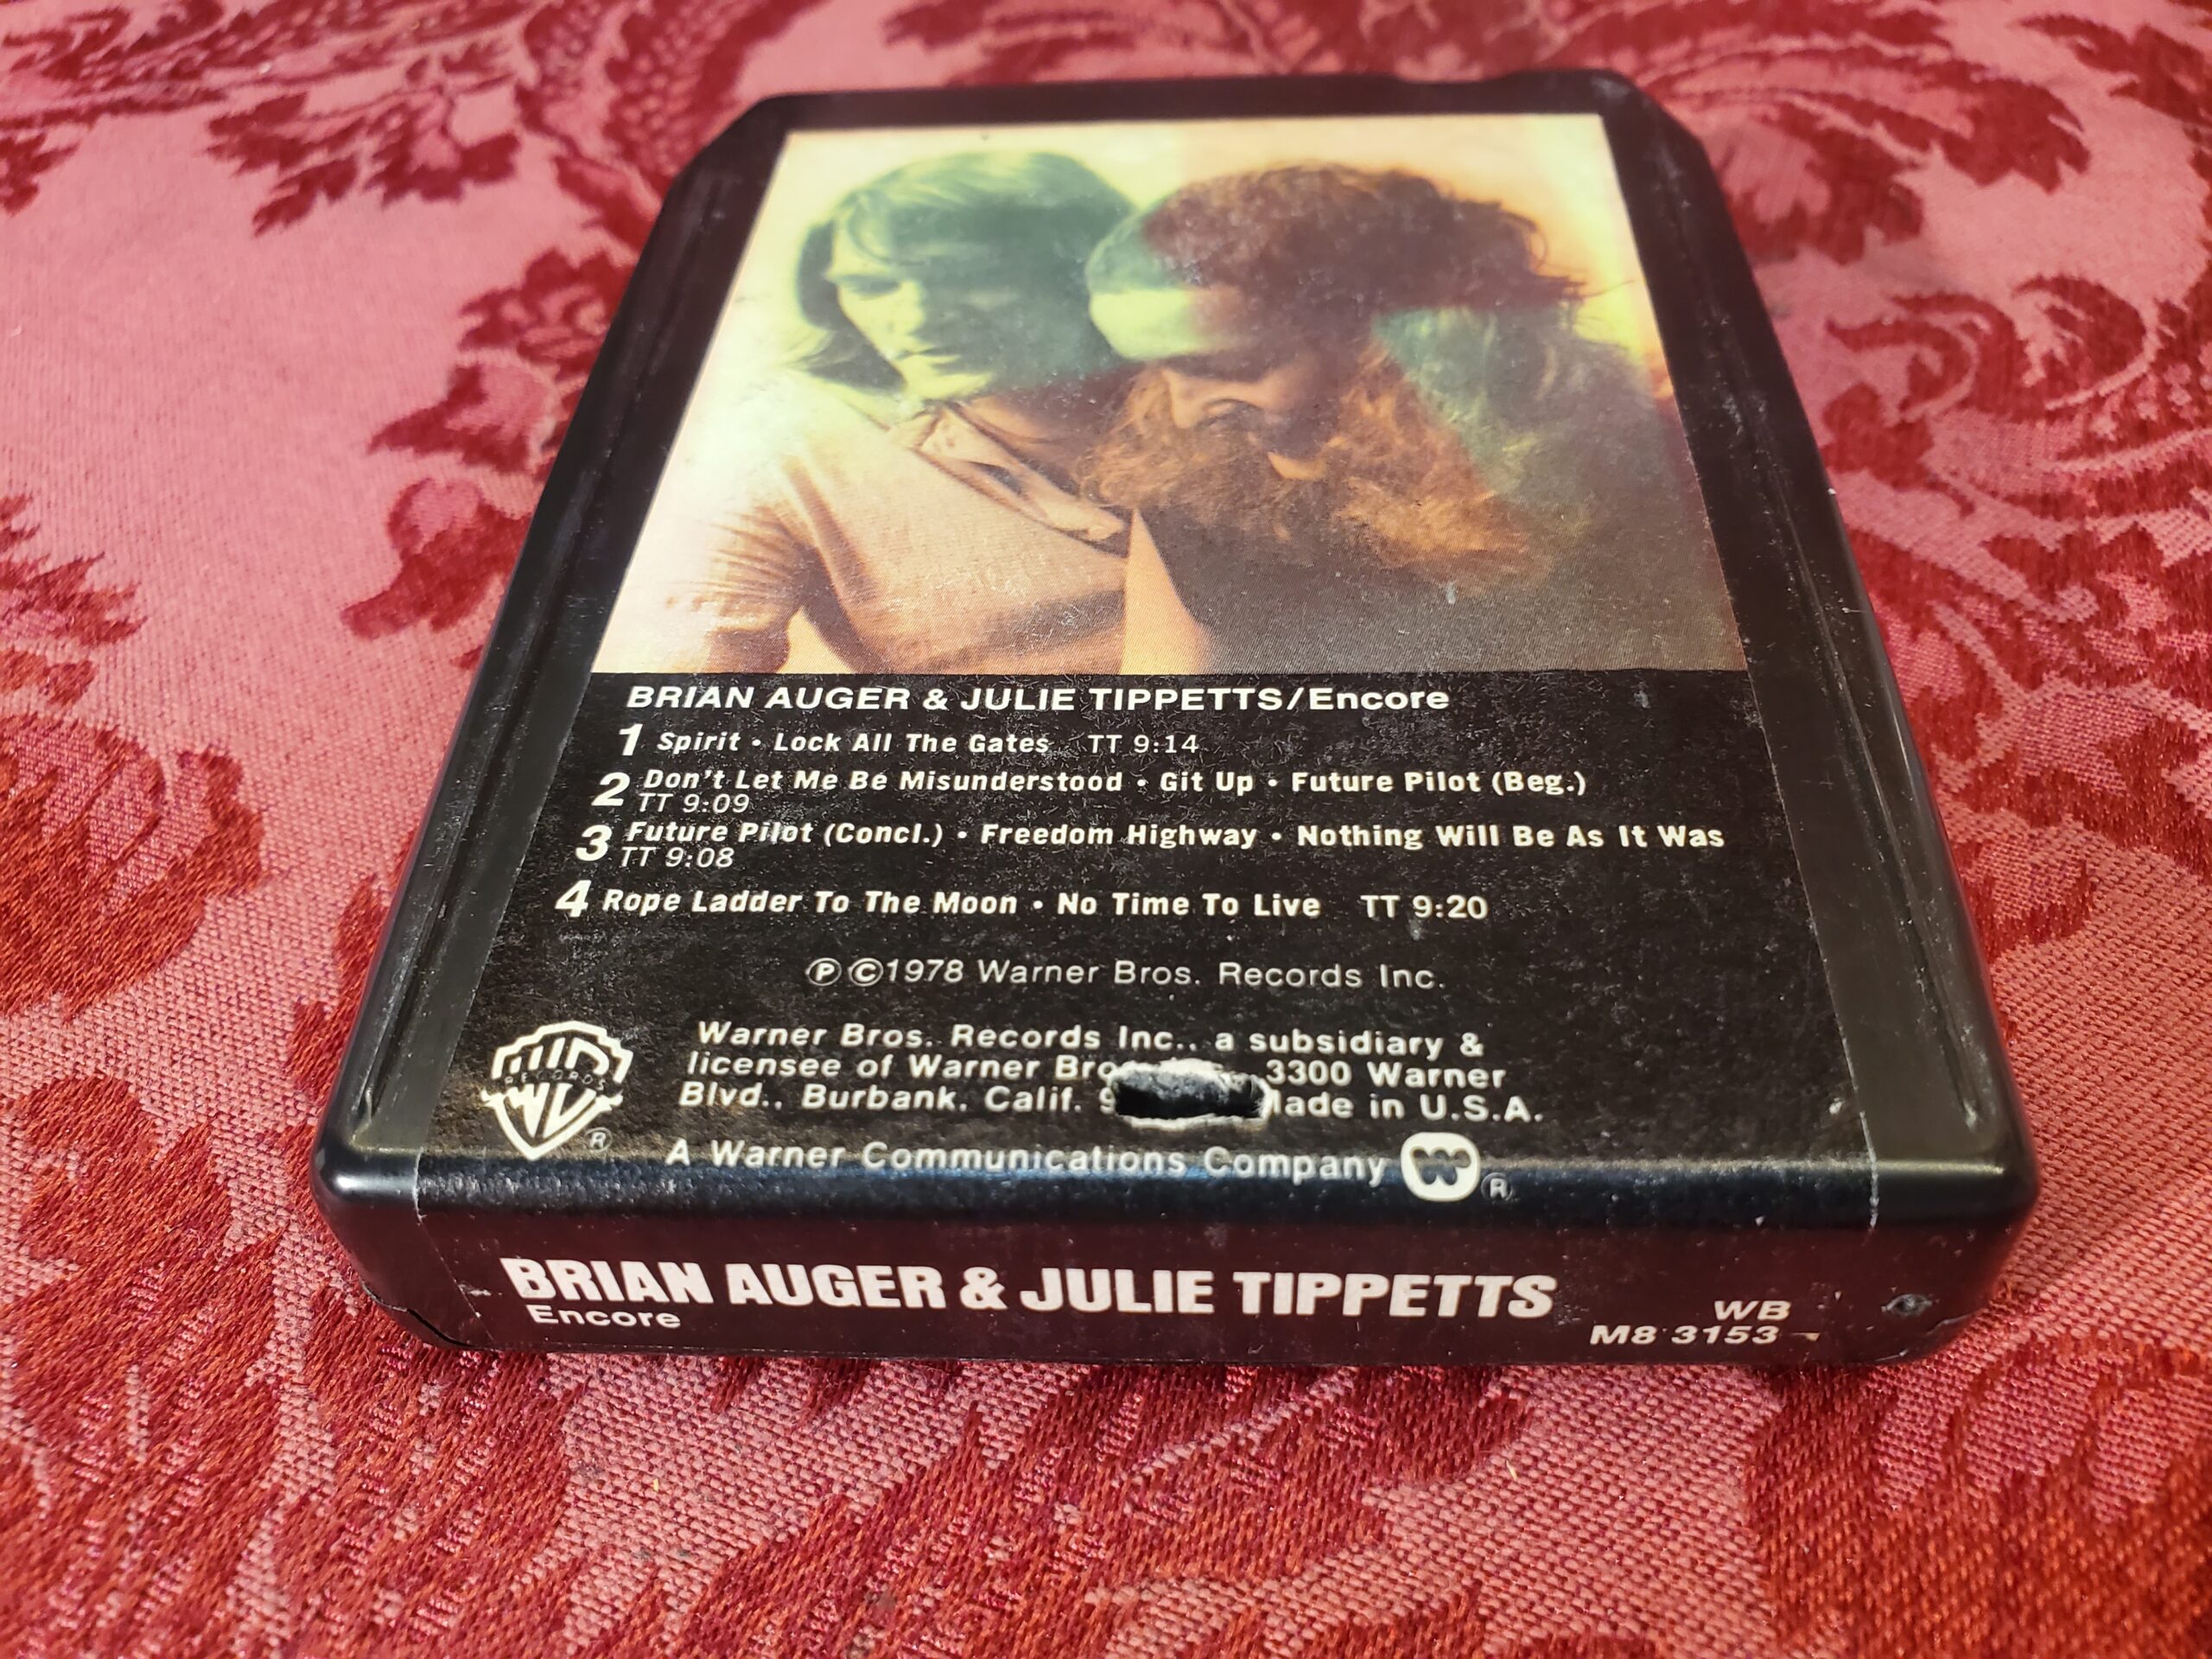 BRIAN AUGER & JULIE TIPPETTS/Encore
1 Spirit • Lock All The Gates TT 9:14
2 Don't Let Me Be Misunderstood • Git Up • Future Pilot (Beg.)
TT 9:09
3 Future Pilot (Concl.) • Freedom Highway • Nothing Will Be As It Was
TT 9:08
4 Rope Ladder To The Moon • No Time To Live TT 9:20
℗ ©1978 Warner Bros. Records Inc.
Warner Bros. Records Inc., a subsidiary &
licensee of Warner 3300 Warner
Blvd., Burbank, Calif. in U.S.A.
RECORDS
®
A Warner Communications Company ®
BRIAN AUGER & JULIE TIPPETTS
Encore
WB
M8 3153